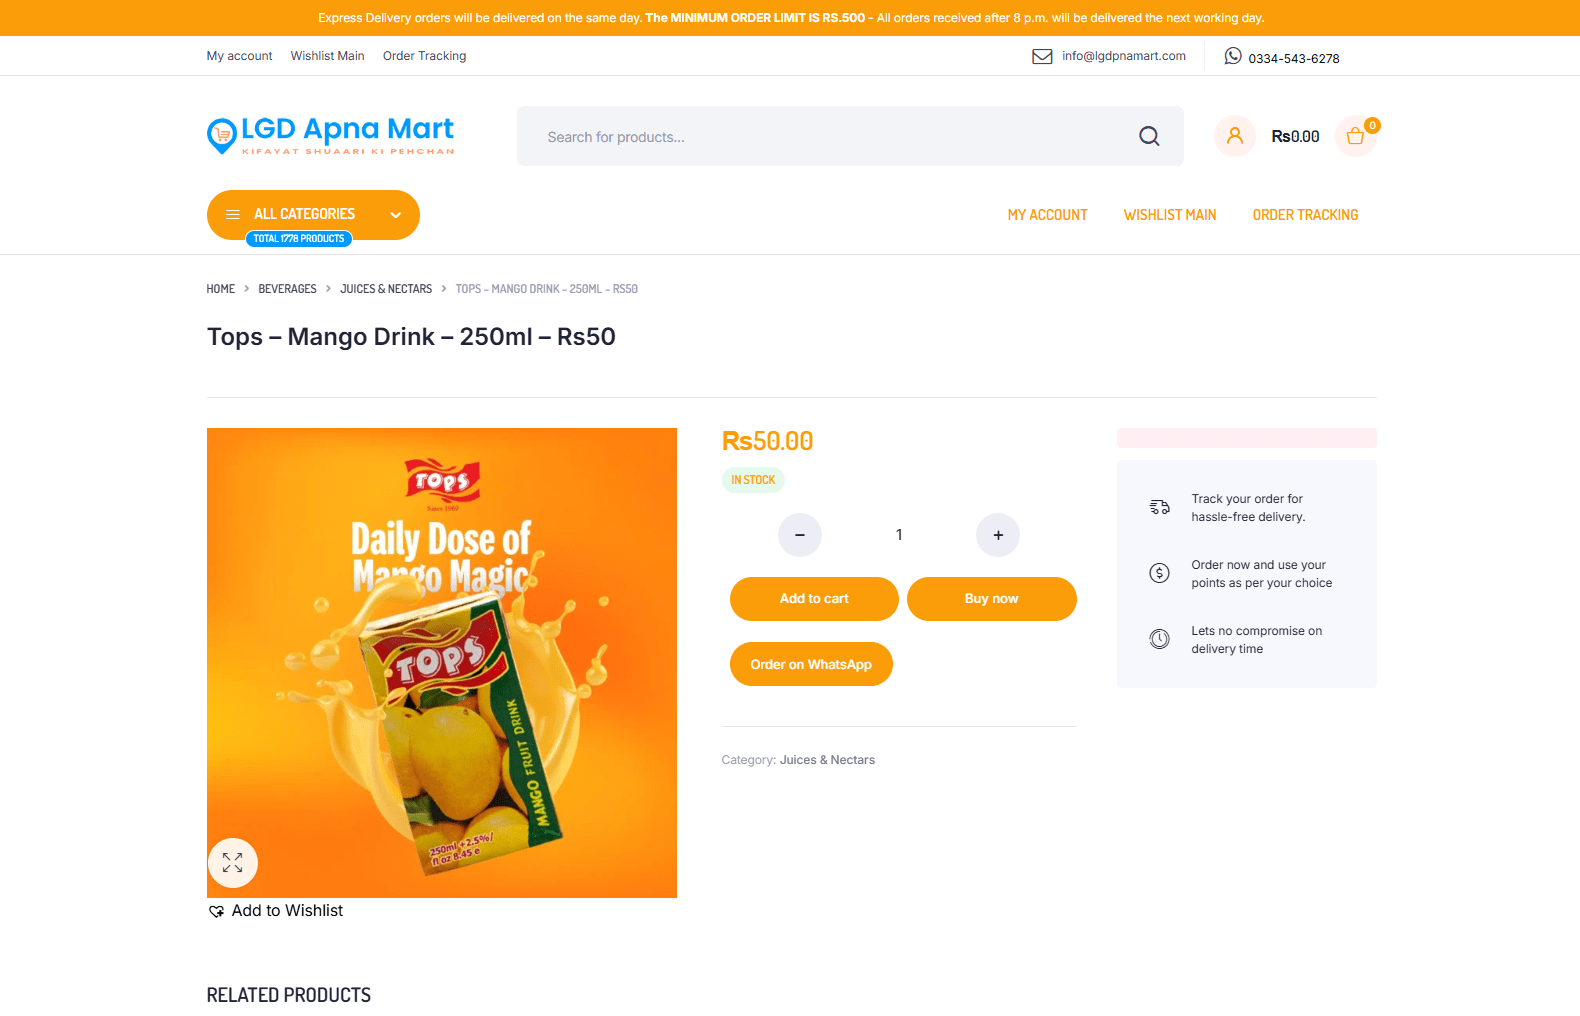 Express Delivery orders will be delivered on the same day. The MINIMUM ORDER LIMIT IS RS.500 - All orders received after 8 p.m. will be delivered the next working day.
My account Wishlist Main Order Tracking info@lgdpnamart.com 0334-543-6278
LGD Apna Mart
KIFAYAT SHUAARI KI PEHCHAN
Search for products...
Rs0.00
0
ALL CATEGORIES
TOTAL 1778 PRODUCTS
MY ACCOUNT WISHLIST MAIN ORDER TRACKING
HOME > BEVERAGES > JUICES & NECTARS > TOPS – MANGO DRINK – 250ML – RS50
Tops – Mango Drink – 250ml – Rs50
TOPS
Since 1969
Daily Dose of
Mango Magic
TOPS
MANGO FRUIT DRINK
250ml +2.5%/
fl oz 8.45 e
Add to Wishlist
Rs50.00
IN STOCK
− 1 +
Add to cart Buy now
Order on WhatsApp
Category: Juices & Nectars
Track your order for
hassle-free delivery.
Order now and use your
points as per your choice
Lets no compromise on
delivery time
RELATED PRODUCTS